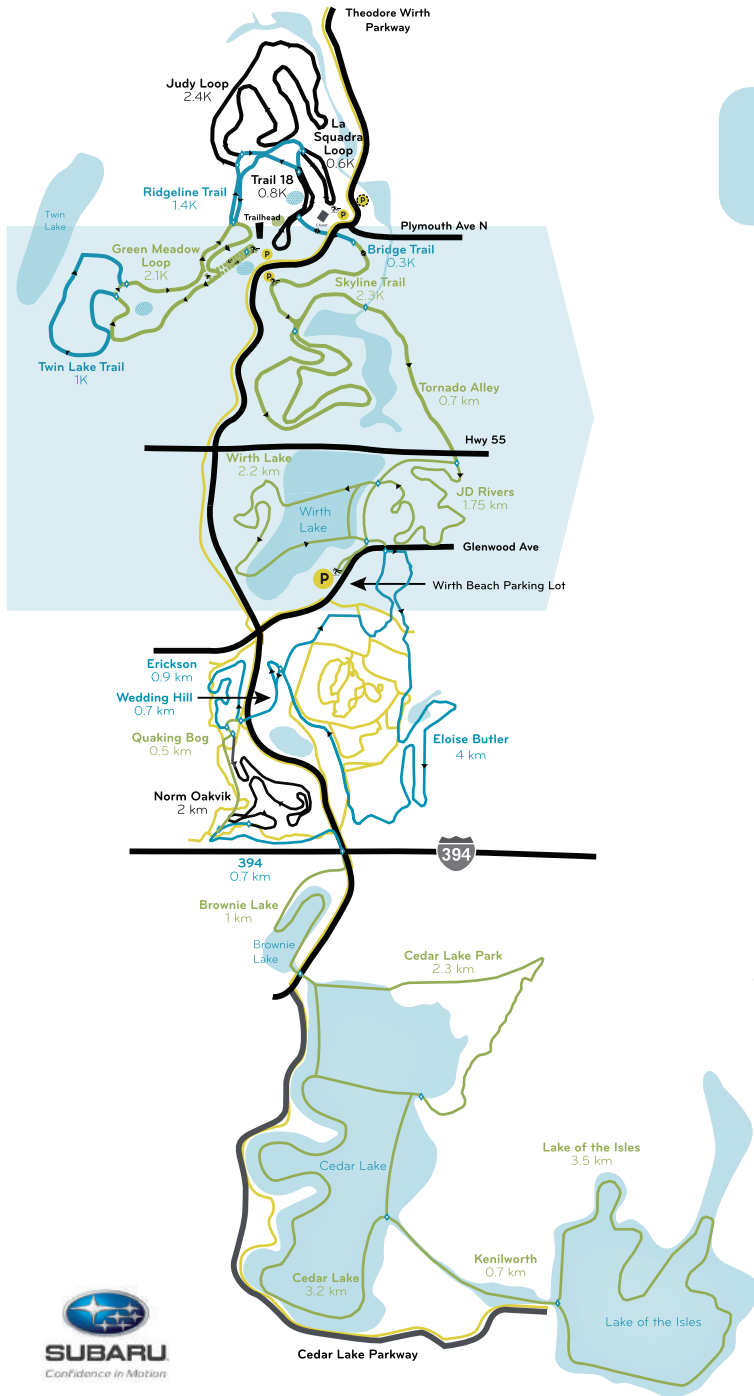 Theodore Wirth
Parkway
Judy Loop
2.4K
La
Squadra
Loop
0.6K
Trail 18
0.8K
Ridgeline Trail
1.4K
Trailhead
P
P
Twin
Lake
Plymouth Ave N
Green Meadow
Loop
2.1K
P
Bridge Trail
0.3K
P
Skyline Trail
2.3K
Twin Lake Trail
1K
Tornado Alley
0.7 km
Hwy 55
Wirth Lake
2.2 km
JD Rivers
1.75 km
Wirth
Lake
Glenwood Ave
P
Wirth Beach Parking Lot
Erickson
0.9 km
Wedding Hill
0.7 km
Quaking Bog
0.5 km
Eloise Butler
4 km
Norm Oakvik
2 km
394
394
0.7 km
Brownie Lake
1 km
Brownie
Lake
Cedar Lake Park
2.3 km
Cedar Lake
Lake of the Isles
3.5 km
Kenilworth
0.7 km
Cedar Lake
3.2 km
Lake of the Isles
Cedar Lake Parkway
SUBARU
Confidence in Motion